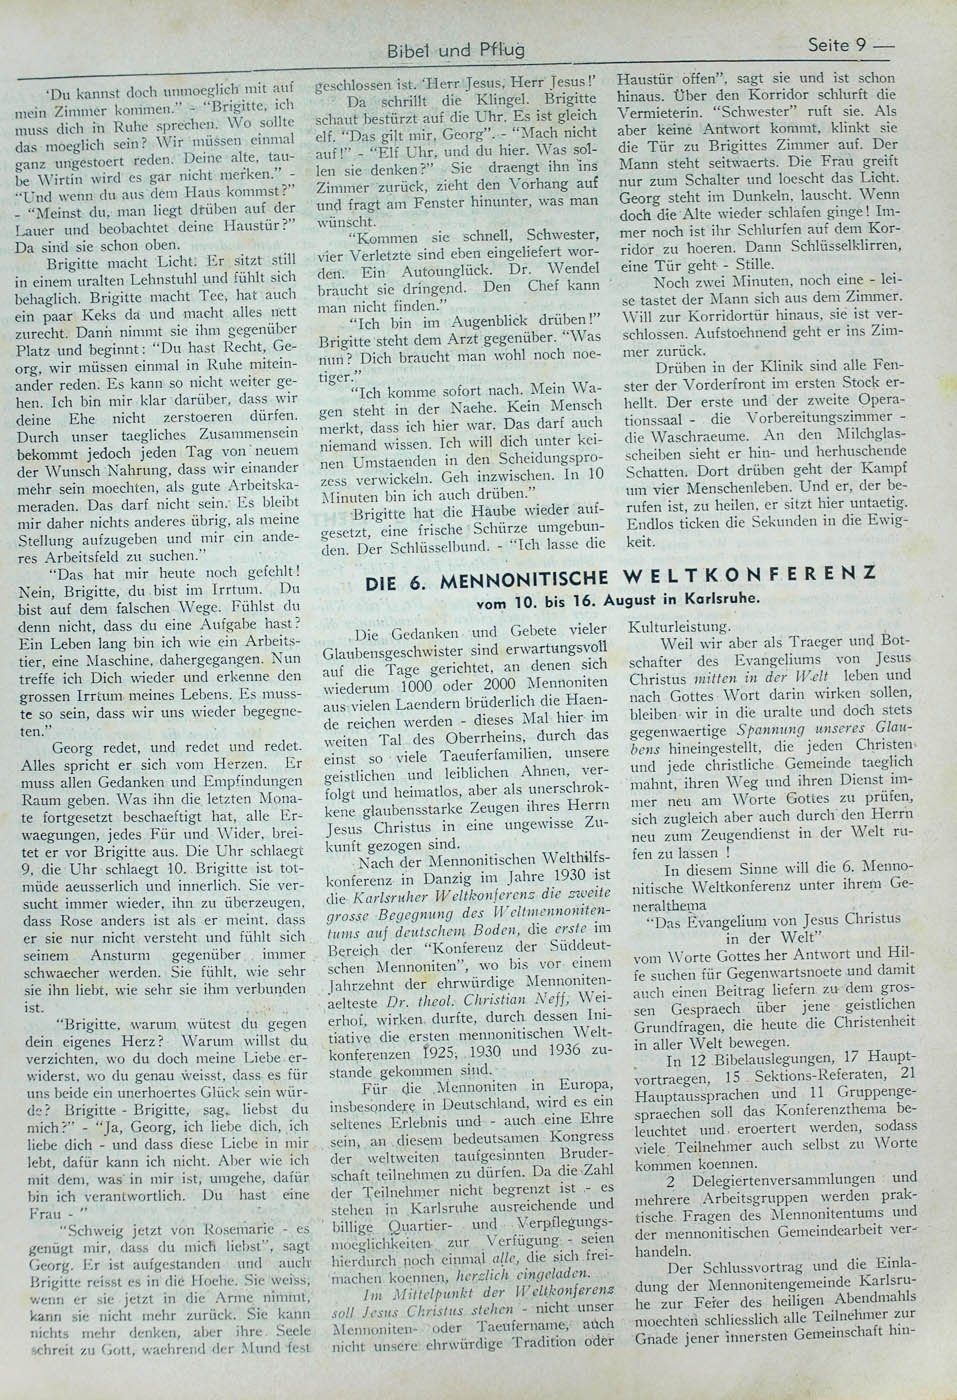 Bibel und Pflug
Seite 9 —
'Du kannst doch unmoeglich mit auf
mein Zimmer kommen." - "Brigitte, ich
muss dich in Ruhe sprechen. Wo sollte
das moeglich sein? Wir müssen einmal
ganz ungestoert reden. Deine alte, tau-
be Wirtin wird es gar nicht merken." -
"Und wenn du aus dem Haus kommst?"
- "Meinst du, man liegt drüben auf der
Lauer und beobachtet deine Haustür?"
Da sind sie schon oben.
Brigitte macht Licht. Er sitzt still
in einem uralten Lehnstuhl und fühlt sich
behaglich. Brigitte macht Tee, hat auch
ein paar Keks da und macht alles nett
zurecht. Dann nimmt sie ihm gegenüber
Platz und beginnt: "Du hast Recht, Ge-
org, wir müssen einmal in Ruhe mitein-
ander reden. Es kann so nicht weiter ge-
hen. Ich bin mir klar darüber, dass wir
deine Ehe nicht zerstoeren dürfen.
Durch unser taegliches Zusammensein
bekommt jedoch jeden Tag von neuem
der Wunsch Nahrung, dass wir einander
mehr sein moechten, als gute Arbeitska-
meraden. Das darf nicht sein. Es bleibt
mir daher nichts anderes übrig, als meine
Stellung aufzugeben und mir ein ande-
res Arbeitsfeld zu suchen."
"Das hat mir heute noch gefehlt!
Nein, Brigitte, du bist im Irrtum. Du
bist auf dem falschen Wege. Fühlst du
denn nicht, dass du eine Aufgabe hast?
Ein Leben lang bin ich wie ein Arbeits-
tier, eine Maschine, dahergegangen. Nun
treffe ich Dich wieder und erkenne den
grossen Irrtum meines Lebens. Es muss-
te so sein, dass wir uns wieder begegne-
ten."
Georg redet, und redet und redet.
Alles spricht er sich vom Herzen. Er
muss allen Gedanken und Empfindungen
Raum geben. Was ihn die letzten Mona-
te fortgesetzt beschaeftigt hat, alle Er-
waegungen, jedes Für und Wider, brei-
tet er vor Brigitte aus. Die Uhr schlaegt
9, die Uhr schlaegt 10. Brigitte ist tot-
müde aeusserlich und innerlich. Sie ver-
sucht immer wieder, ihn zu überzeugen,
dass Rose anders ist als er meint, dass
er sie nur nicht versteht und fühlt sich
seinem Ansturm gegenüber immer
schwaecher werden. Sie fühlt, wie sehr
sie ihn liebt, wie sehr sie ihm verbunden
ist.
"Brigitte, warum wütest du gegen
dein eigenes Herz? Warum willst du
verzichten, wo du doch meine Liebe er-
widerst, wo du genau weisst, dass es für
uns beide ein unerhoertes Glück sein wür-
de? Brigitte - Brigitte, sag, liebst du
mich?" - "Ja, Georg, ich liebe dich, ich
liebe dich - und dass diese Liebe in mir
lebt, dafür kann ich nicht. Aber wie ich
mit dem, was in mir ist, umgehe, dafür
bin ich verantwortlich. Du hast eine
Frau - "
"Schweig jetzt von Rosemarie - es
genügt mir, dass du mich liebst", sagt
Georg. Er ist aufgestanden und auch
Brigitte reisst es in die Hoehe. Sie weiss,
wenn er sie jetzt in die Arme nimmt,
kann sie nicht mehr zurück. Sie kann
nichts mehr denken, aber ihre Seele
schreit zu Gott, waehrend der Mund fest
geschlossen ist. 'Herr Jesus, Herr Jesus!'
Da schrillt die Klingel. Brigitte
schaut bestürzt auf die Uhr. Es ist gleich
elf. "Das gilt mir, Georg". - "Mach nicht
auf!" - "Elf Uhr, und du hier. Was sol-
len sie denken?" Sie draengt ihn ins
Zimmer zurück, zieht den Vorhang auf
und fragt am Fenster hinunter, was man
wünscht.
"Kommen sie schnell, Schwester,
vier Verletzte sind eben eingeliefert wor-
den. Ein Autounglück. Dr. Wendel
braucht sie dringend. Den Chef kann
man nicht finden."
"Ich bin im Augenblick drüben!"
Brigitte steht dem Arzt gegenüber. "Was
nun? Dich braucht man wohl noch noe-
tiger."
"Ich komme sofort nach. Mein Wa-
gen steht in der Naehe. Kein Mensch
merkt, dass ich hier war. Das darf auch
niemand wissen. Ich will dich unter kei-
nen Umstaenden in den Scheidungspro-
zess verwickeln. Geh inzwischen. In 10
Minuten bin ich auch drüben."
Brigitte hat die Haube wieder auf-
gesetzt, eine frische Schürze umgebun-
den. Der Schlüsselbund. - "Ich lasse die
Haustür offen", sagt sie und ist schon
hinaus. Über den Korridor schlurft die
Vermieterin. "Schwester" ruft sie. Als
aber keine Antwort kommt, klinkt sie
die Tür zu Brigittes Zimmer auf. Der
Mann steht seitwaerts. Die Frau greift
nur zum Schalter und loescht das Licht.
Georg steht im Dunkeln, lauscht. Wenn
doch die Alte wieder schlafen ginge! Im-
mer noch ist ihr Schlurfen auf dem Kor-
ridor zu hoeren. Dann Schlüsselklirren,
eine Tür geht - Stille.
Noch zwei Minuten, noch eine - lei-
se tastet der Mann sich aus dem Zimmer.
Will zur Korridortür hinaus, sie ist ver-
schlossen. Aufstoehnend geht er ins Zim-
mer zurück.
Drüben in der Klinik sind alle Fen-
ster der Vorderfront im ersten Stock er-
hellt. Der erste und der zweite Opera-
tionssaal - die Vorbereitungszimmer -
die Waschraeume. An den Milchglas-
scheiben sieht er hin- und herhuschende
Schatten. Dort drüben geht der Kampf
um vier Menschenleben. Und er, der be-
rufen ist, zu heilen, er sitzt hier untaetig.
Endlos ticken die Sekunden in die Ewig-
keit.
DIE 6. MENNONITISCHE WELTKONFERENZ
vom 10. bis 16. August in Karlsruhe.
Die Gedanken und Gebete vieler
Glaubensgeschwister sind erwartungsvoll
auf die Tage gerichtet, an denen sich
wiederum 1000 oder 2000 Mennoniten
aus vielen Laendern brüderlich die Haen-
de reichen werden - dieses Mal hier im
weiten Tal des Oberrheins, durch das
einst so viele Taeuferfamilien, unsere
geistlichen und leiblichen Ahnen, ver-
folgt und heimatlos, aber als unerschrok-
kene glaubensstarke Zeugen ihres Herrn
Jesus Christus in eine ungewisse Zu-
kunft gezogen sind.
Nach der Mennonitischen Welthilfs-
konferenz in Danzig im Jahre 1930 ist
die Karlsruher Weltkonferenz die zweite
grosse Begegnung des Weltmennoniten-
tums auf deutschem Boden, die erste im
Bereich der "Konferenz der Süddeut-
schen Mennoniten", wo bis vor einem
Jahrzehnt der ehrwürdige Mennoniten-
aelteste Dr. theol. Christian Neff, Wei-
erhof, wirken durfte, durch dessen Ini-
tiative die ersten mennonitischen Welt-
konferenzen 1925, 1930 und 1936 zu-
stande gekommen sind.
Für die Mennoniten in Europa,
insbesondere in Deutschland, wird es ein
seltenes Erlebnis und - auch eine Ehre
sein, an diesem bedeutsamen Kongress
der weltweiten taufgesinnten Bruder-
schaft teilnehmen zu dürfen. Da die Zahl
der Teilnehmer nicht begrenzt ist - es
stehen in Karlsruhe ausreichende und
billige Quartier- und Verpflegungs-
moeglichkeiten zur Verfügung - seien
hierdurch noch einmal alle, die sich frei-
machen koennen, herzlich eingeladen.
Im Mittelpunkt der Weltkonferenz
soll Jesus Christus stehen - nicht unser
Mennoniten- oder Taeufername, auch
nicht unsere ehrwürdige Tradition oder
Kulturleistung.
Weil wir aber als Traeger und Bot-
schafter des Evangeliums von Jesus
Christus mitten in der Welt leben und
nach Gottes Wort darin wirken sollen,
bleiben wir in die uralte und doch stets
gegenwaertige Spannung unseres Glau-
bens hineingestellt, die jeden Christen
und jede christliche Gemeinde taeglich
mahnt, ihren Weg und ihren Dienst im-
mer neu am Worte Gottes zu prüfen,
sich zugleich aber auch durch den Herrn
neu zum Zeugendienst in der Welt ru-
fen zu lassen !
In diesem Sinne will die 6. Menno-
nitische Weltkonferenz unter ihrem Ge-
neralthema
"Das Evangelium von Jesus Christus
in der Welt"
vom Worte Gottes her Antwort und Hil-
fe suchen für Gegenwartsnoete und damit
auch einen Beitrag liefern zu dem gros-
sen Gespraech über jene geistlichen
Grundfragen, die heute die Christenheit
in aller Welt bewegen.
In 12 Bibelauslegungen, 17 Haupt-
vortraegen, 15 Sektions-Referaten, 21
Hauptaussprachen und 11 Gruppenge-
spraechen soll das Konferenzthema be-
leuchtet und eroertert werden, sodass
viele Teilnehmer auch selbst zu Worte
kommen koennen.
2 Delegiertenversammlungen und
mehrere Arbeitsgruppen werden prak-
tische Fragen des Mennonitentums und
der mennonitischen Gemeindearbeit ver-
handeln.
Der Schlussvortrag und die Einla-
dung der Mennonitengemeinde Karlsru-
he zur Feier des heiligen Abendmahls
moechten schliesslich alle Teilnehmer zur
Gnade jener innersten Gemeinschaft hin-